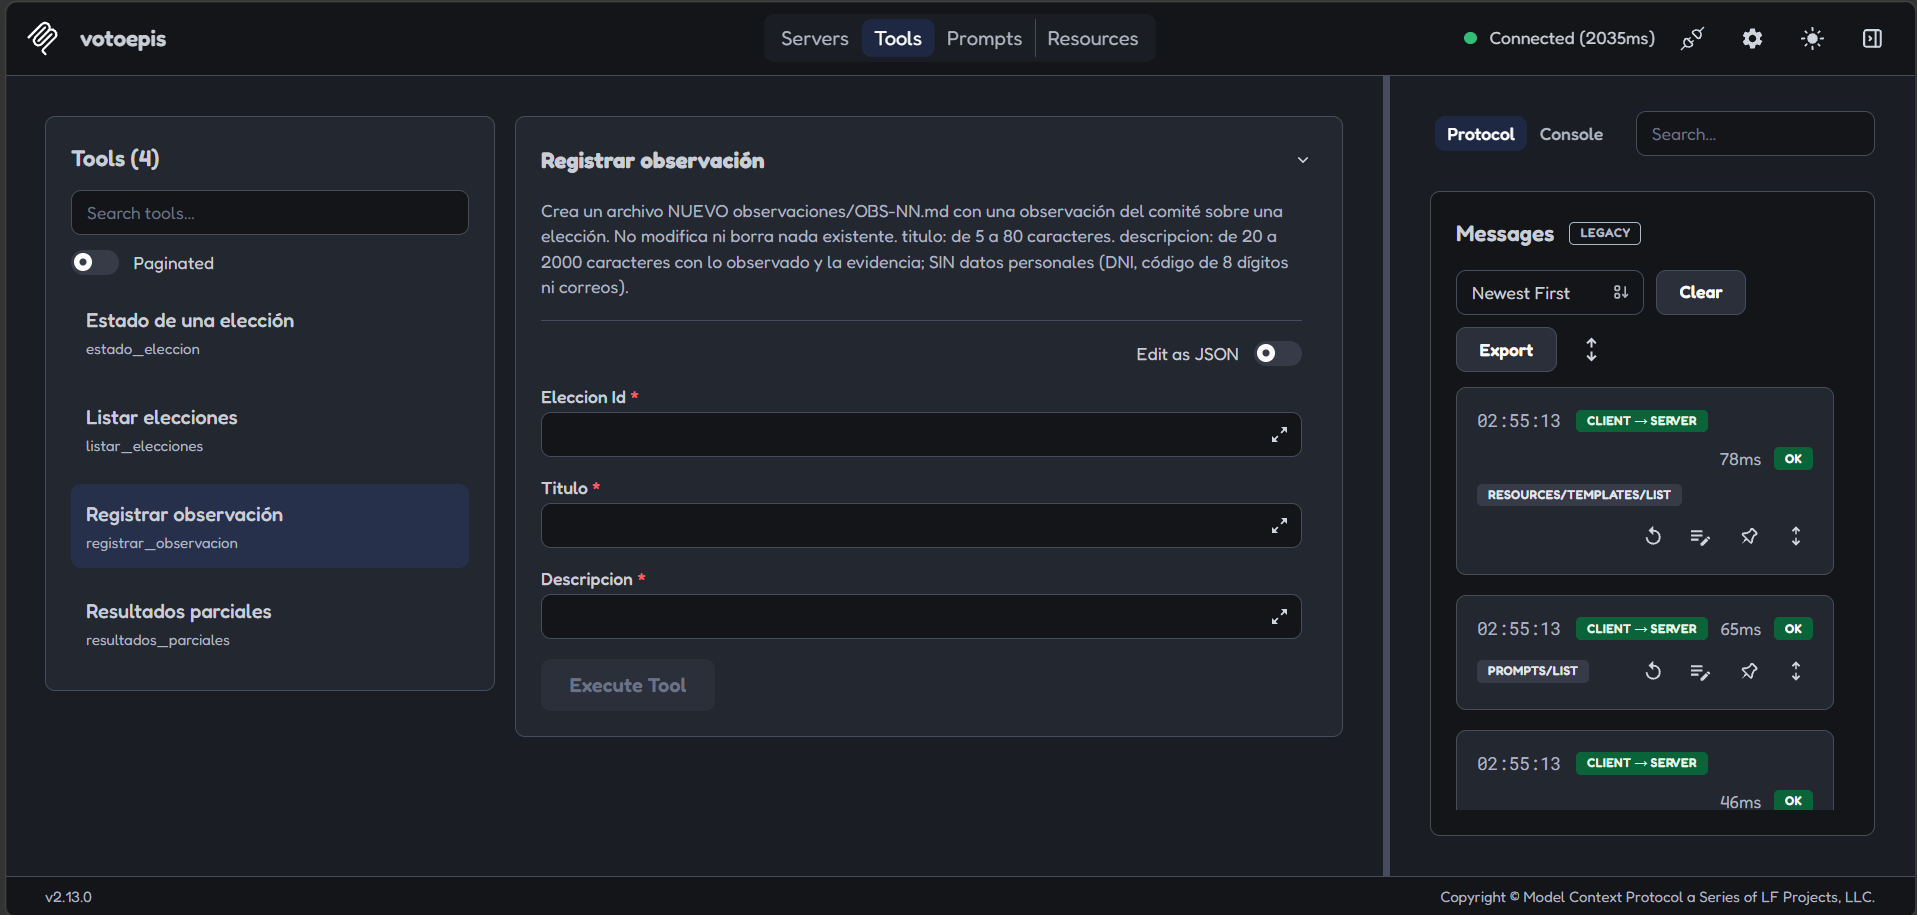 votoepis
Servers
Tools
Prompts
Resources
Connected (2035ms)
Tools (4)
Search tools...
Paginated
Estado de una elección
estado_eleccion
Listar elecciones
listar_elecciones
Registrar observación
registrar_observacion
Resultados parciales
resultados_parciales
Registrar observación
Crea un archivo NUEVO observaciones/OBS-NN.md con una observación del comité sobre una
elección. No modifica ni borra nada existente. titulo: de 5 a 80 caracteres. descripcion: de 20 a
2000 caracteres con lo observado y la evidencia; SIN datos personales (DNI, código de 8 dígitos
ni correos).
Edit as JSON
Eleccion Id *
Titulo *
Descripcion *
Execute Tool
Protocol
Console
Search...
Messages
LEGACY
Newest First
Clear
Export
02:55:13 CLIENT → SERVER
78ms OK
RESOURCES/TEMPLATES/LIST
02:55:13 CLIENT → SERVER 65ms OK
PROMPTS/LIST
02:55:13 CLIENT → SERVER
46ms OK
v2.13.0
Copyright © Model Context Protocol a Series of LF Projects, LLC.